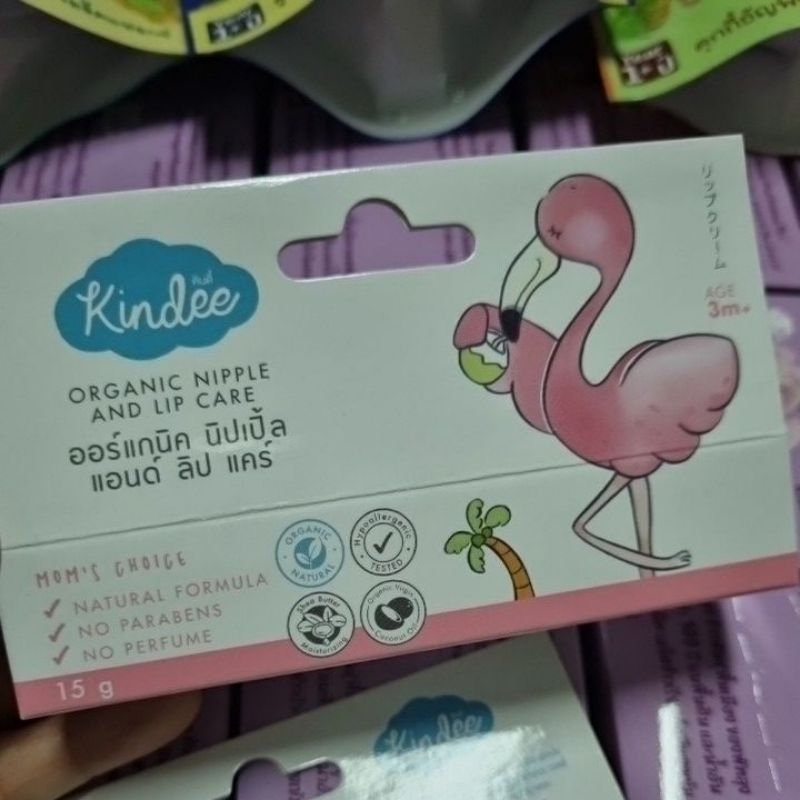 คินดี้
Kindee
ORGANIC NIPPLE
AND LIP CARE
ออร์แกนิค นิปเปิ้ล
แอนด์ ลิป แคร์
リップクリーム
AGE
3m+
MOM'S CHOICE
✓ NATURAL FORMULA
✓ NO PARABENS
✓ NO PERFUME
ORGANIC
NATURAL
Hypoallergenic
TESTED
Shea Butter
Moisturizing
Organic Virgin
Coconut Oil
15 g
Kindee